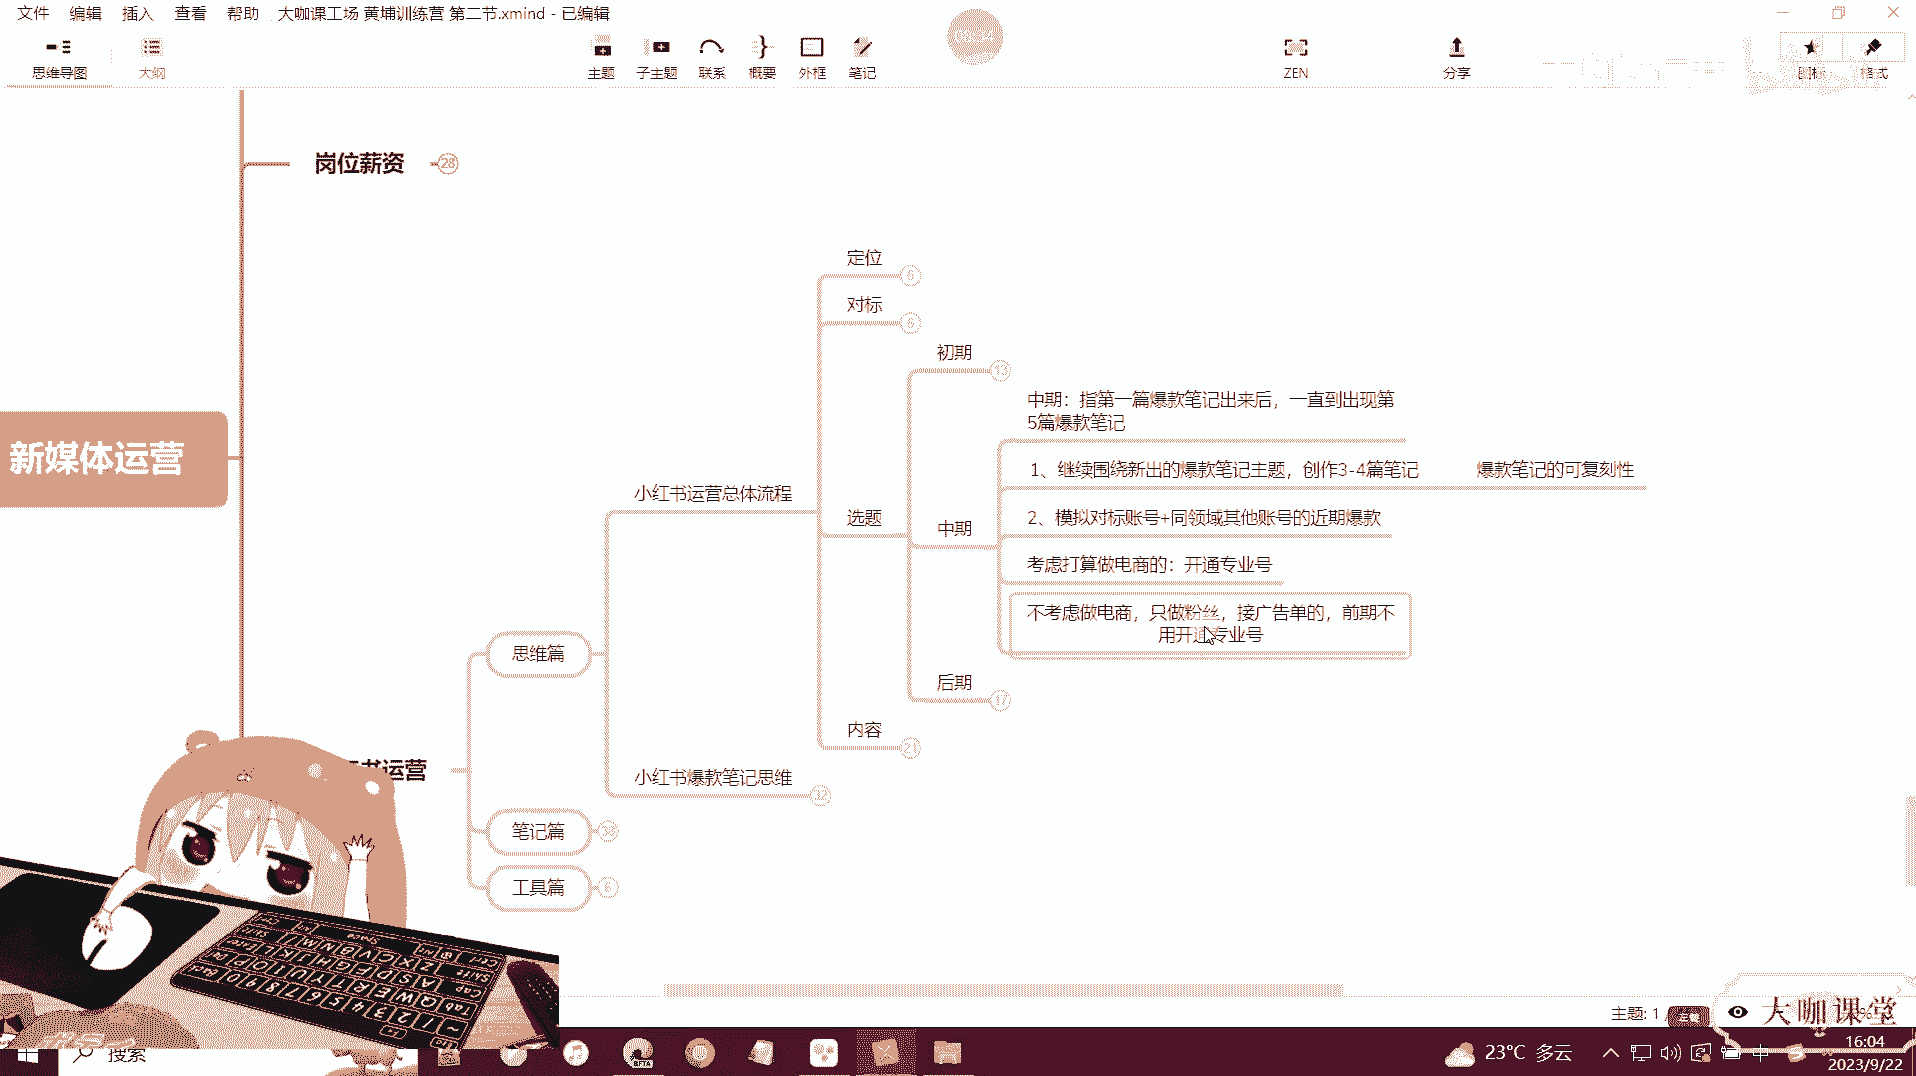 文件 编辑 插入 查看 帮助 大咖课工场 黄埔训练营 第二节.xmind - 已编辑
思维导图 大纲 主题 子主题 联系 概要 外框 笔记 ZEN 分享 图标 格式
岗位薪资 28
定位 6
对标 6
初期 13
中期：指第一篇爆款笔记出来后，一直到出现第
5篇爆款笔记
1、继续围绕新出的爆款笔记主题，创作3-4篇笔记 爆款笔记的可复刻性
新媒体运营
小红书运营总体流程
选题
中期
2、模拟对标账号+同领域其他账号的近期爆款
考虑打算做电商的：开通专业号
不考虑做电商，只做粉丝，接广告单的，前期不
用开通专业号
思维篇
后期 17
内容 21
书运营
小红书爆款笔记思维 32
笔记篇
工具篇 6
主题: 1
大咖课堂
搜索
23°C 多云
中
16:04
2023/9/22